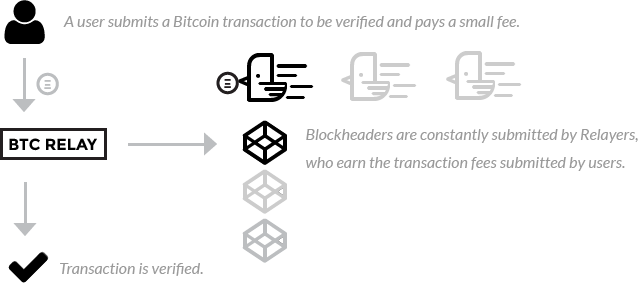 A user submits a Bitcoin transaction to be verified and pays a small fee.
BTC RELAY
Blockheaders are constantly submitted by Relayers,
who earn the transaction fees submitted by users.
Transaction is verified.